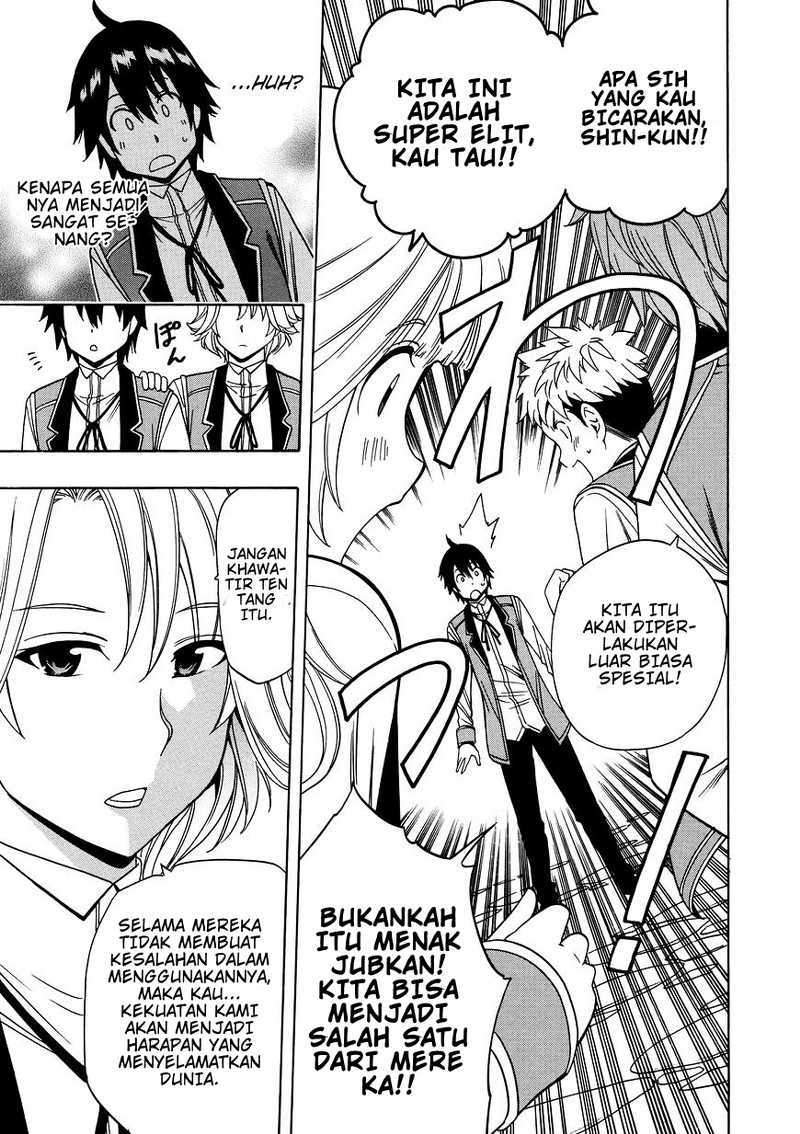 APA SIH
YANG KAU
BICARAKAN,
SHIN-KUN!!
KITA INI
ADALAH
SUPER ELIT,
KAU TAU!!
わ
KITA ITU
AKAN DIPER-
LAKUKAN
LUAR BIASA
SPESIAL!
BUKANKAH
ITU MENAK
JUBKAN!
KITA BISA
MENJADI
SALAH SATU
DARI MERE
KA!!
っ
!
...HUH?
KENAPA SEMUA
NYA MENJADI
SANGAT SE-
NANG?
ぽん
JANGAN
KHAWA-
TIR TEN
TANG
ITU.
SELAMA MEREKA
TIDAK MEMBUAT
KESALAHAN DALAM
MENGGUNAKANNYA,
MAKA KAU...
KEKUATAN KAMI
AKAN MENJADI
HARAPAN YANG
MENYELAMATKAN
DUNIA.